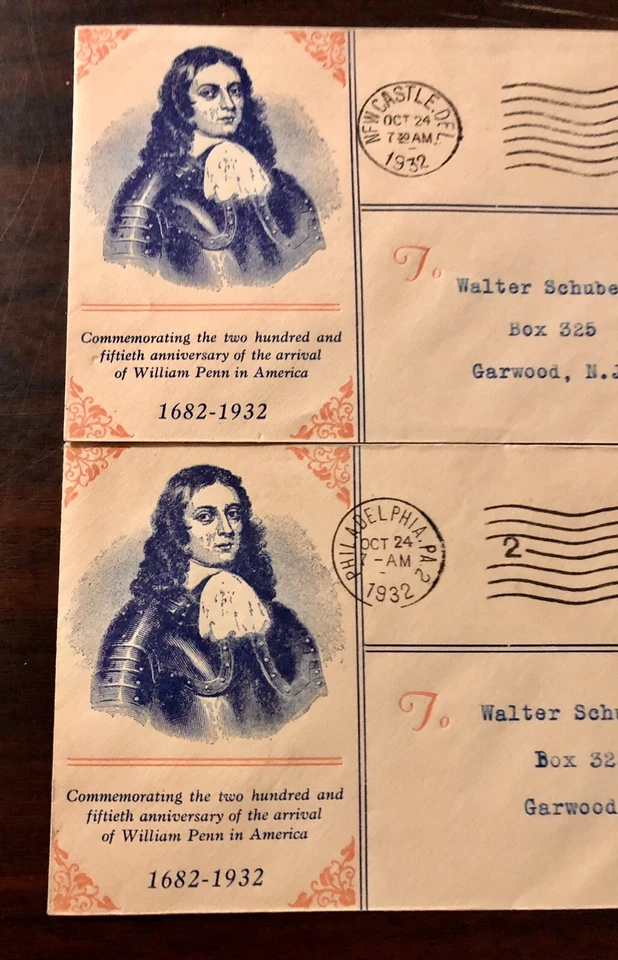 NEWCASTLE, DEL.
OCT 24
7 30 AM
1932
To
Walter Schube
Box 325
Garwood, N.J
Commemorating the two hundred and
fiftieth anniversary of the arrival
of William Penn in America
1682-1932
PHILADELPHIA, PA. 2
OCT 24
7 - AM
1932
2
To
Walter Schu
Box 32
Garwood
Commemorating the two hundred and
fiftieth anniversary of the arrival
of William Penn in America
1682-1932